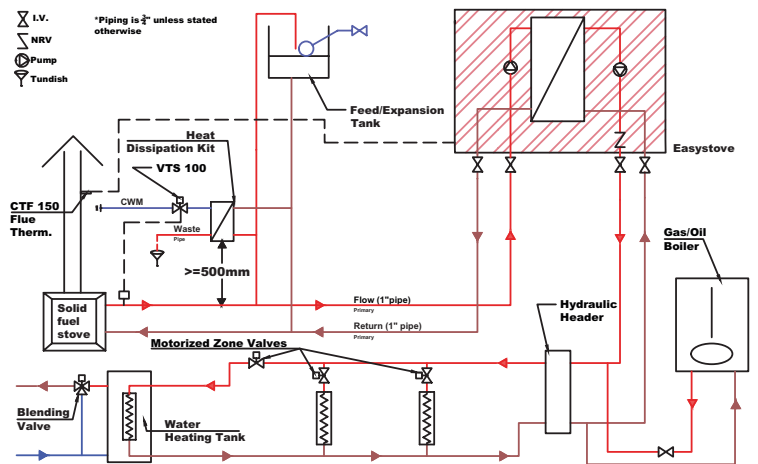 I.V.
NRV
Pump
Tundish
*Piping is ¾" unless stated
otherwise
Feed/Expansion
Tank
Easystove
Heat
Dissipation Kit
VTS 100
CTF 150
Flue
Therm.
CWM
Waste
Pipe
>=500mm
Gas/Oil
Boiler
Solid
fuel
stove
Flow (1"pipe)
Primary
Return (1" pipe)
Primary
Hydraulic
Header
Motorized Zone Valves
Blending
Valve
Water
Heating Tank